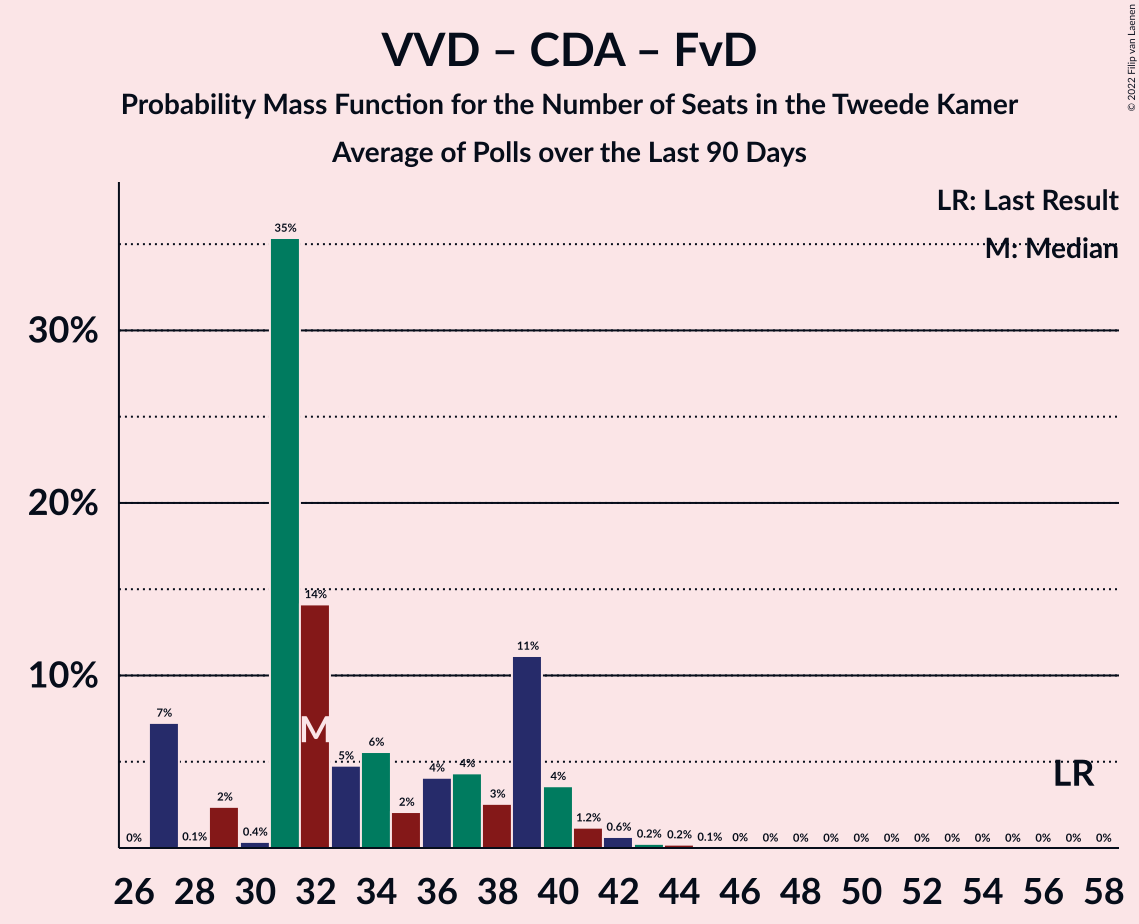 VVD – CDA – FvD
Probability Mass Function for the Number of Seats in the Tweede Kamer
Average of Polls over the Last 90 Days
© 2022 Filip van Laenen
LR: Last Result
M: Median
30%
20%
10%
0% 7% 0.1% 2% 0.4% 35% 14% 5% 6% 2% 4% 4% 3% 11% 4% 1.2% 0.6% 0.2% 0.2% 0.1% 0% 0% 0% 0% 0% 0% 0% 0% 0% 0% 0% 0% 0%
M
LR
26 28 30 32 34 36 38 40 42 44 46 48 50 52 54 56 58